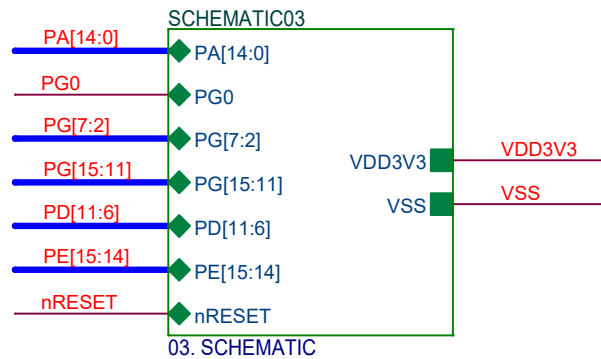 SCHEMATIC03
PA[14:0] PA[14:0]
PG0 PG0
PG[7:2] PG[7:2]
VDD3V3 VDD3V3
PG[15:11] PG[15:11]
VSS VSS
PD[11:6] PD[11:6]
PE[15:14] PE[15:14]
nRESET nRESET
03. SCHEMATIC